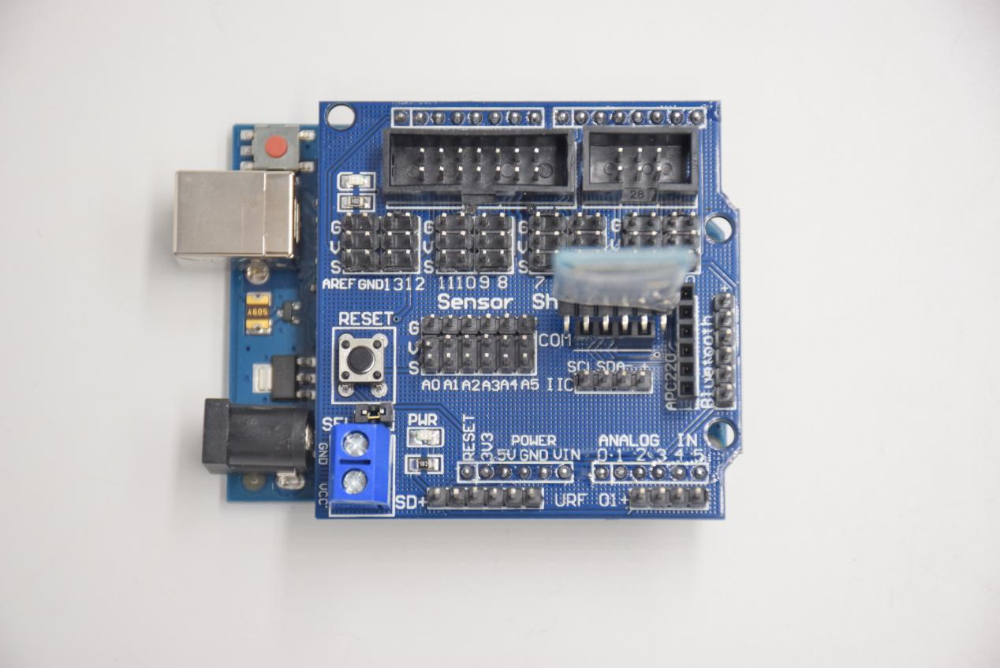 28
102
G
V
S
G
V
S
G
V
S
G
V
AREF GND 13 12
11 10 9 8
7
Sensor Sh
RESET
G
V
S
COM
A0 A1 A2 A3 A4 A5
IIC
SCL SDA - +
APC220
Bluetooth
+
509Y
GND
VCC
PWR
102
RESET
3V3
POWER
5V GND VIN
ANALOG IN
0 1 2 3 4 5
SD+
URF 01+